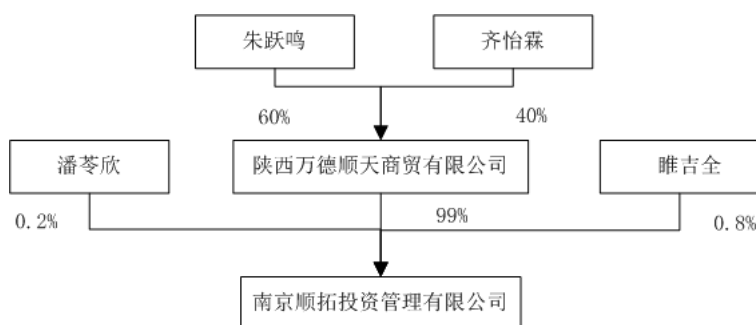 朱跃鸣
齐怡霖
60%
40%
潘苓欣
陕西万德顺天商贸有限公司
睢吉全
0.2%
99%
0.8%
南京顺拓投资管理有限公司